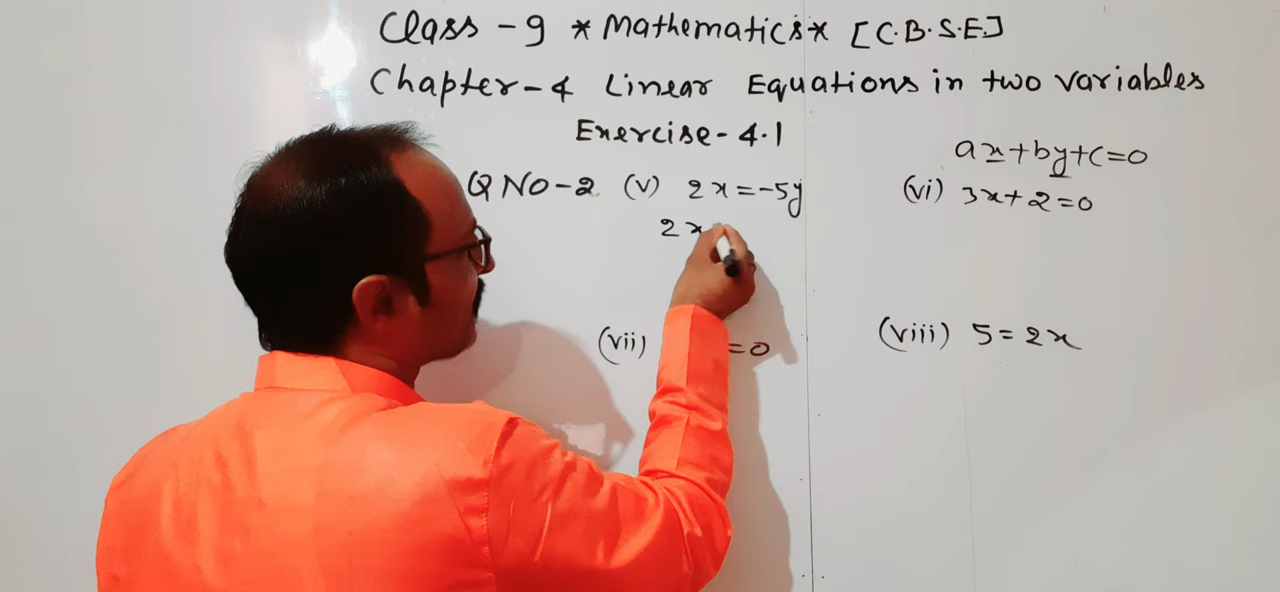 Class - 9 * Mathematics * [C.B.S.E.]
Chapter - 4 Linear Equations in two variables
Exercise - 4.1
ax+by+c=0
Q NO-2 (v) 2x=-5y
(vi) 3x+2=0
2x
(vii) =0
(viii) 5=2x